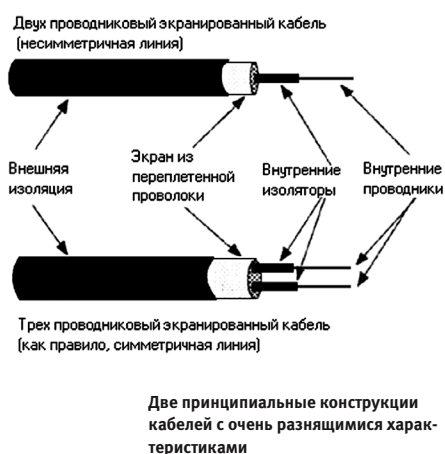 Двух проводниковый экранированный кабель
(несимметричная линия)
Внешняя
изоляция
Экран из
переплетенной
проволоки
Внутренние
изоляторы
Внутренние
проводники
Трех проводниковый экранированный кабель
(как правило, симметричная линия)
Две принципиальные конструкции
кабелей с очень разнящимися харак-
теристиками